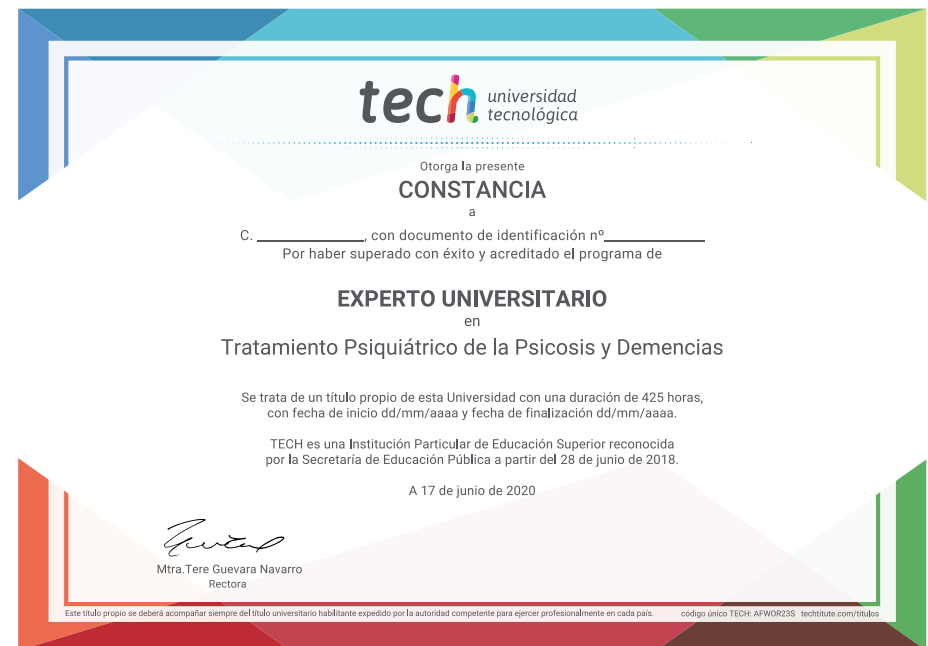 tech universidad
tecnológica
Otorga la presente
CONSTANCIA
a
C. ____________, con documento de identificación nº____________
Por haber superado con éxito y acreditado el programa de
EXPERTO UNIVERSITARIO
en
Tratamiento Psiquiátrico de la Psicosis y Demencias
Se trata de un título propio de esta Universidad con una duración de 425 horas,
con fecha de inicio dd/mm/aaaa y fecha de finalización dd/mm/aaaa.
TECH es una Institución Particular de Educación Superior reconocida
por la Secretaría de Educación Pública a partir del 28 de junio de 2018.
A 17 de junio de 2020
Mtra.Tere Guevara Navarro
Rectora
Este título propio se deberá acompañar siempre del título universitario habilitante expedido por la autoridad competente para ejercer profesionalmente en cada país. código único TECH: AFWOR23S techtitute.com/titulos